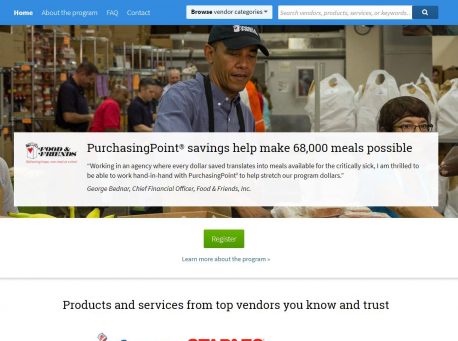 Home About the program FAQ Contact Browse vendor categories Search vendors, products, services, or keywords..
FOOD & FRIENDS
PurchasingPoint® savings help make 68,000 meals possible
“Working in an agency where every dollar saved translates into meals available for the critically sick, I am thrilled to
be able to work hand-in-hand with PurchasingPoint® to help stretch our program dollars.”
George Bednar, Chief Financial Officer, Food & Friends, Inc.
Register
Learn more about the program »
Products and services from top vendors you know and trust
STAPLES